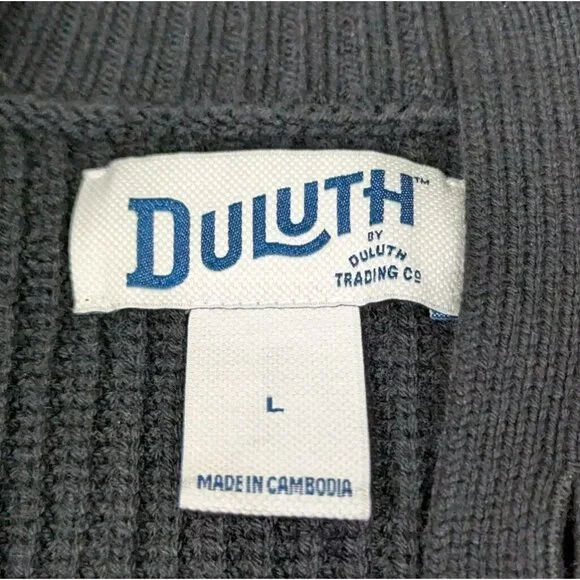 DULUTH™
BY
DULUTH
TRADING CO
L
MADE IN CAMBODIA